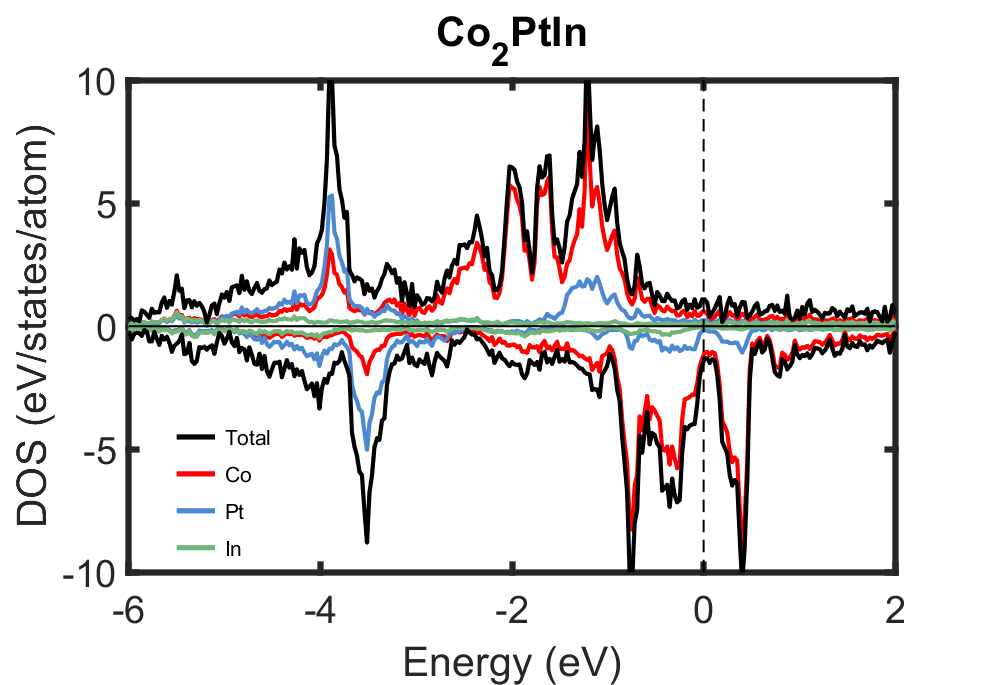 Co2PtIn
DOS (eV/states/atom)
10
5
0
-5
-10
Total
Co
Pt
In
-6 -4 -2 0 2
Energy (eV)